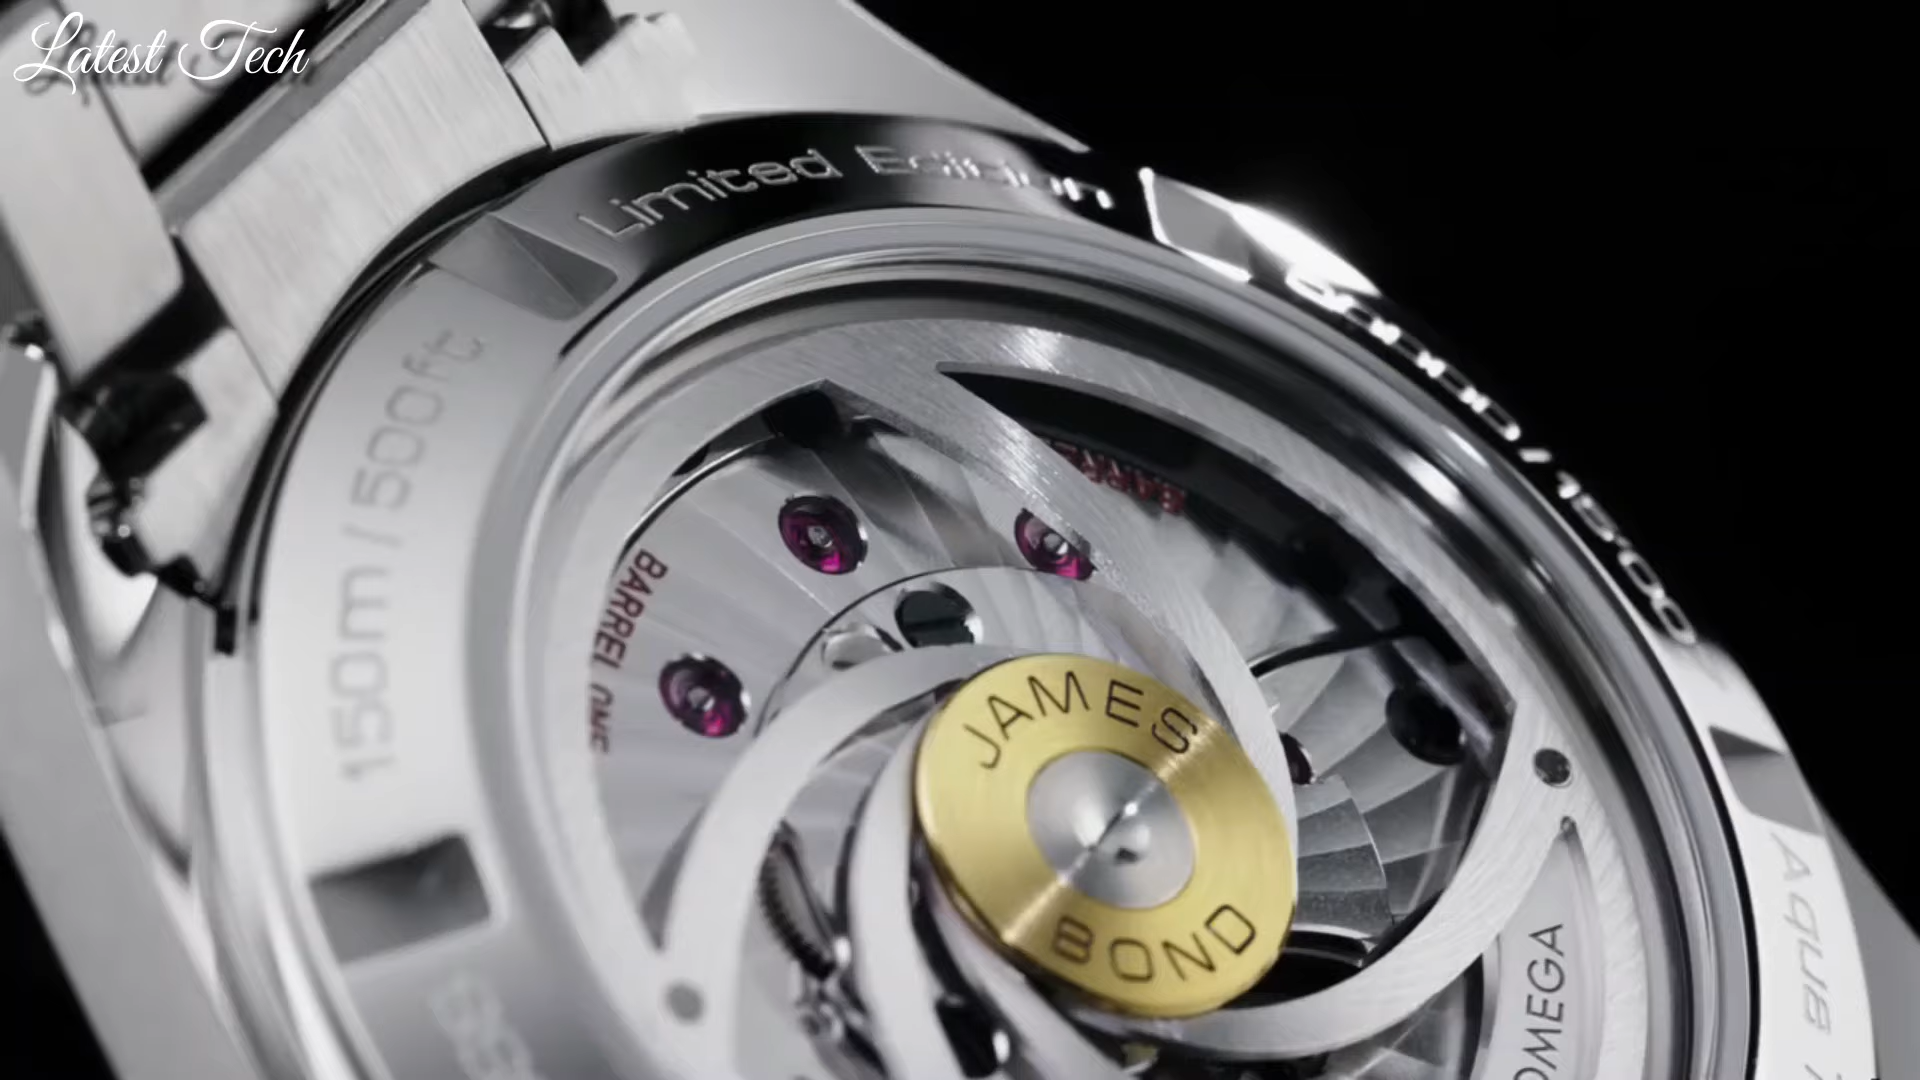 Latest Tech
Limited Edition
150m / 500ft
BARREL ONE
JAMES
BOND
OMEGA